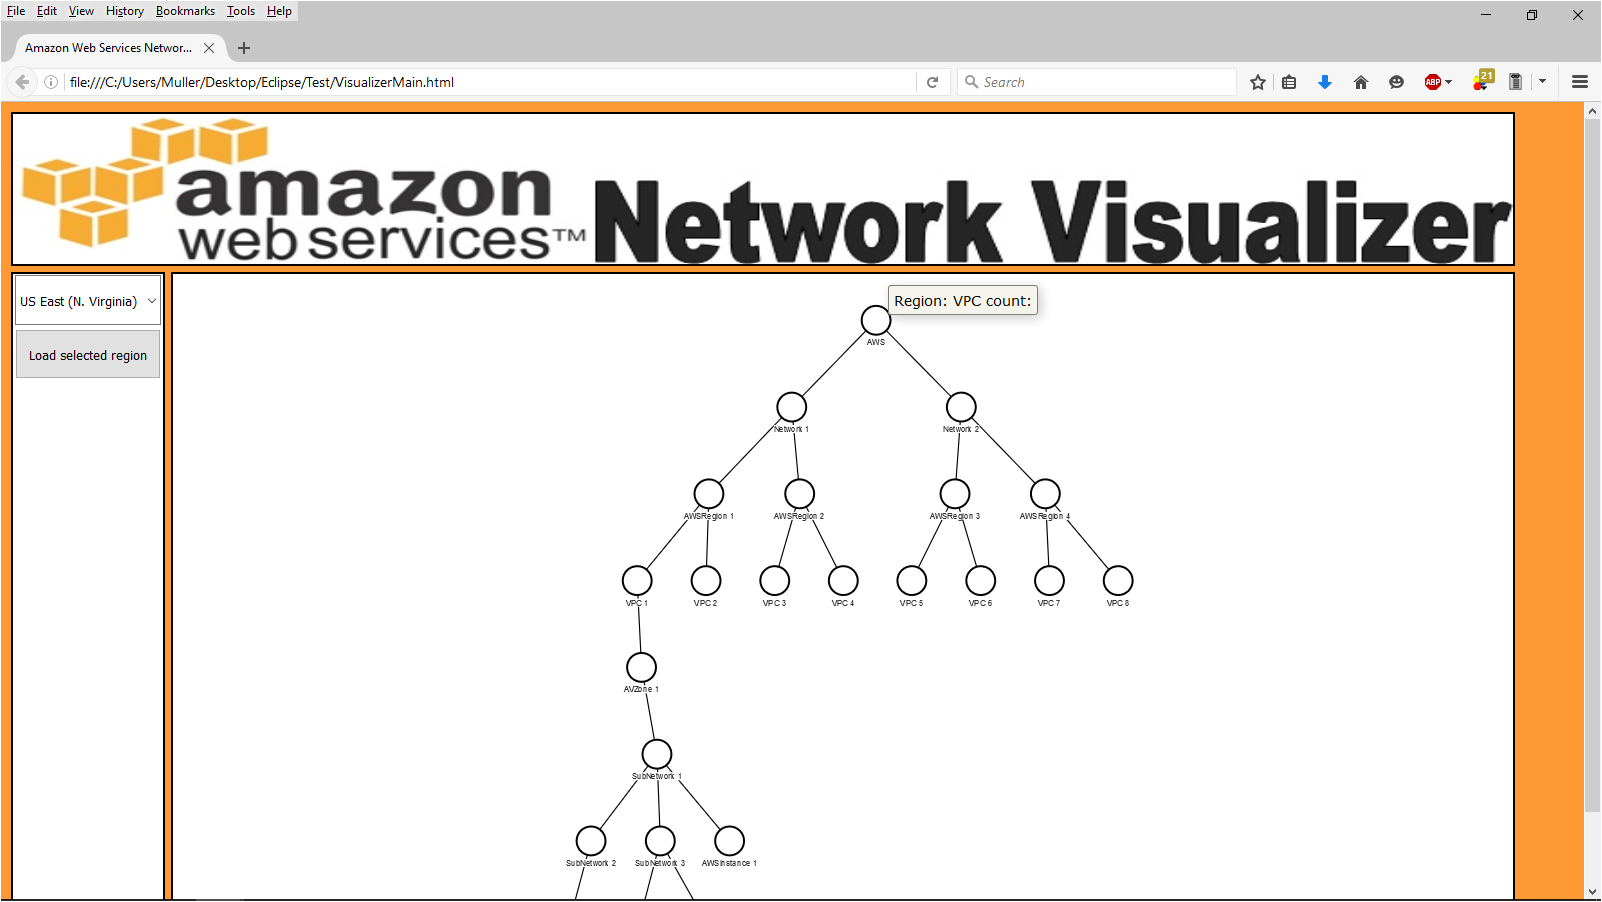 File Edit View History Bookmarks Tools Help
Amazon Web Services Networ...
file:///C:/Users/Muller/Desktop/Eclipse/Test/VisualizerMain.html
Search
ABP
21
amazon
web services™
Network Visualizer
US East (N. Virginia)
Load selected region
Region: VPC count:
AWS
Network 1
Network 2
AWSRegion 1
AWSRegion 2
AWSRegion 3
AWSRegion 4
VPC 1
VPC 2
VPC 3
VPC 4
VPC 5
VPC 6
VPC 7
VPC 8
AVZone 1
SubNetwork 1
SubNetwork 2
SubNetwork 3
AWSInstance 1